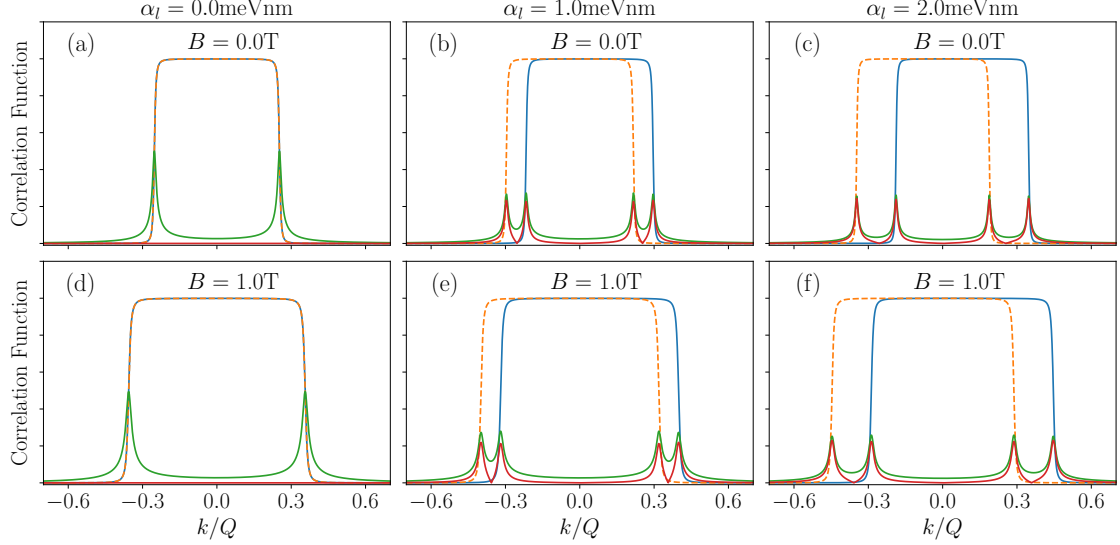 α_l = 0.0meVnm
α_l = 1.0meVnm
α_l = 2.0meVnm
(a)
B = 0.0T
(b)
B = 0.0T
(c)
B = 0.0T
Correlation Function
(d)
B = 1.0T
(e)
B = 1.0T
(f)
B = 1.0T
Correlation Function
−0.6 −0.3 0.0 0.3 0.6
−0.6 −0.3 0.0 0.3 0.6
−0.6 −0.3 0.0 0.3 0.6
k/Q
k/Q
k/Q